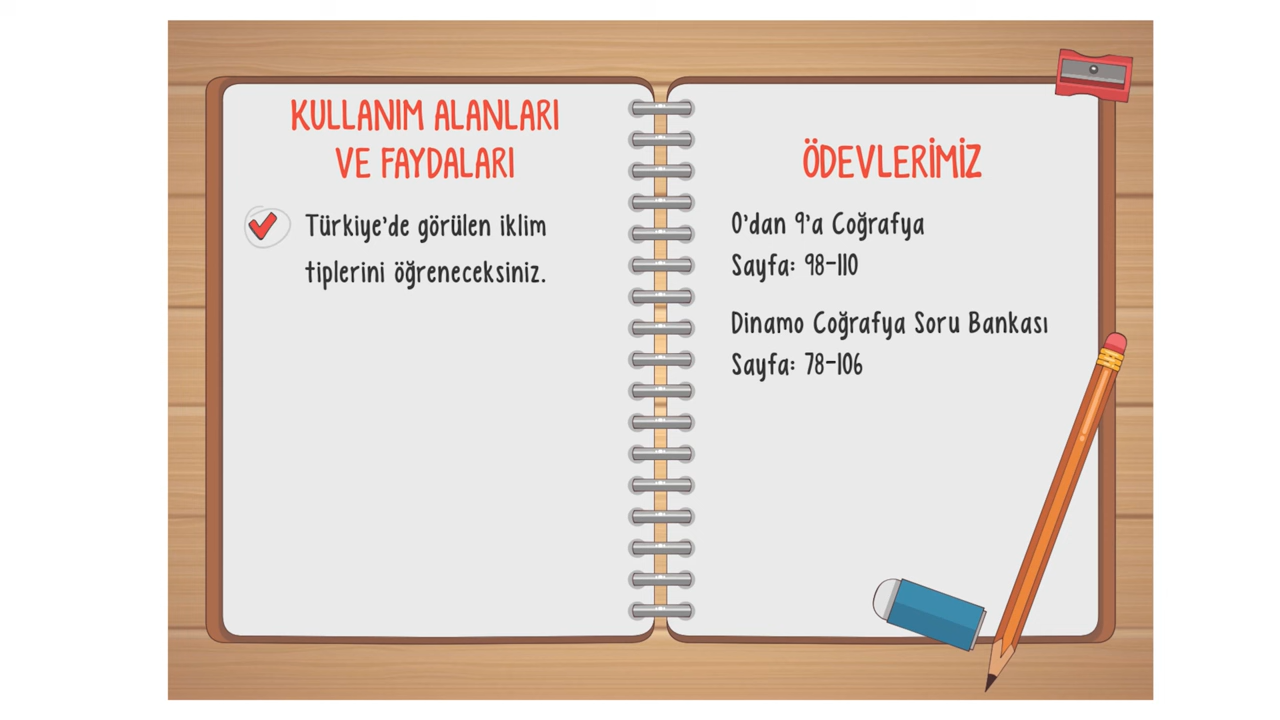 KULLANIM ALANLARI
VE FAYDALARI
Türkiye'de görülen iklim
tiplerini öğreneceksiniz.
ÖDEVLERİMİZ
0'dan 9'a Coğrafya
Sayfa: 98-110
Dinamo Coğrafya Soru Bankası
Sayfa: 78-106